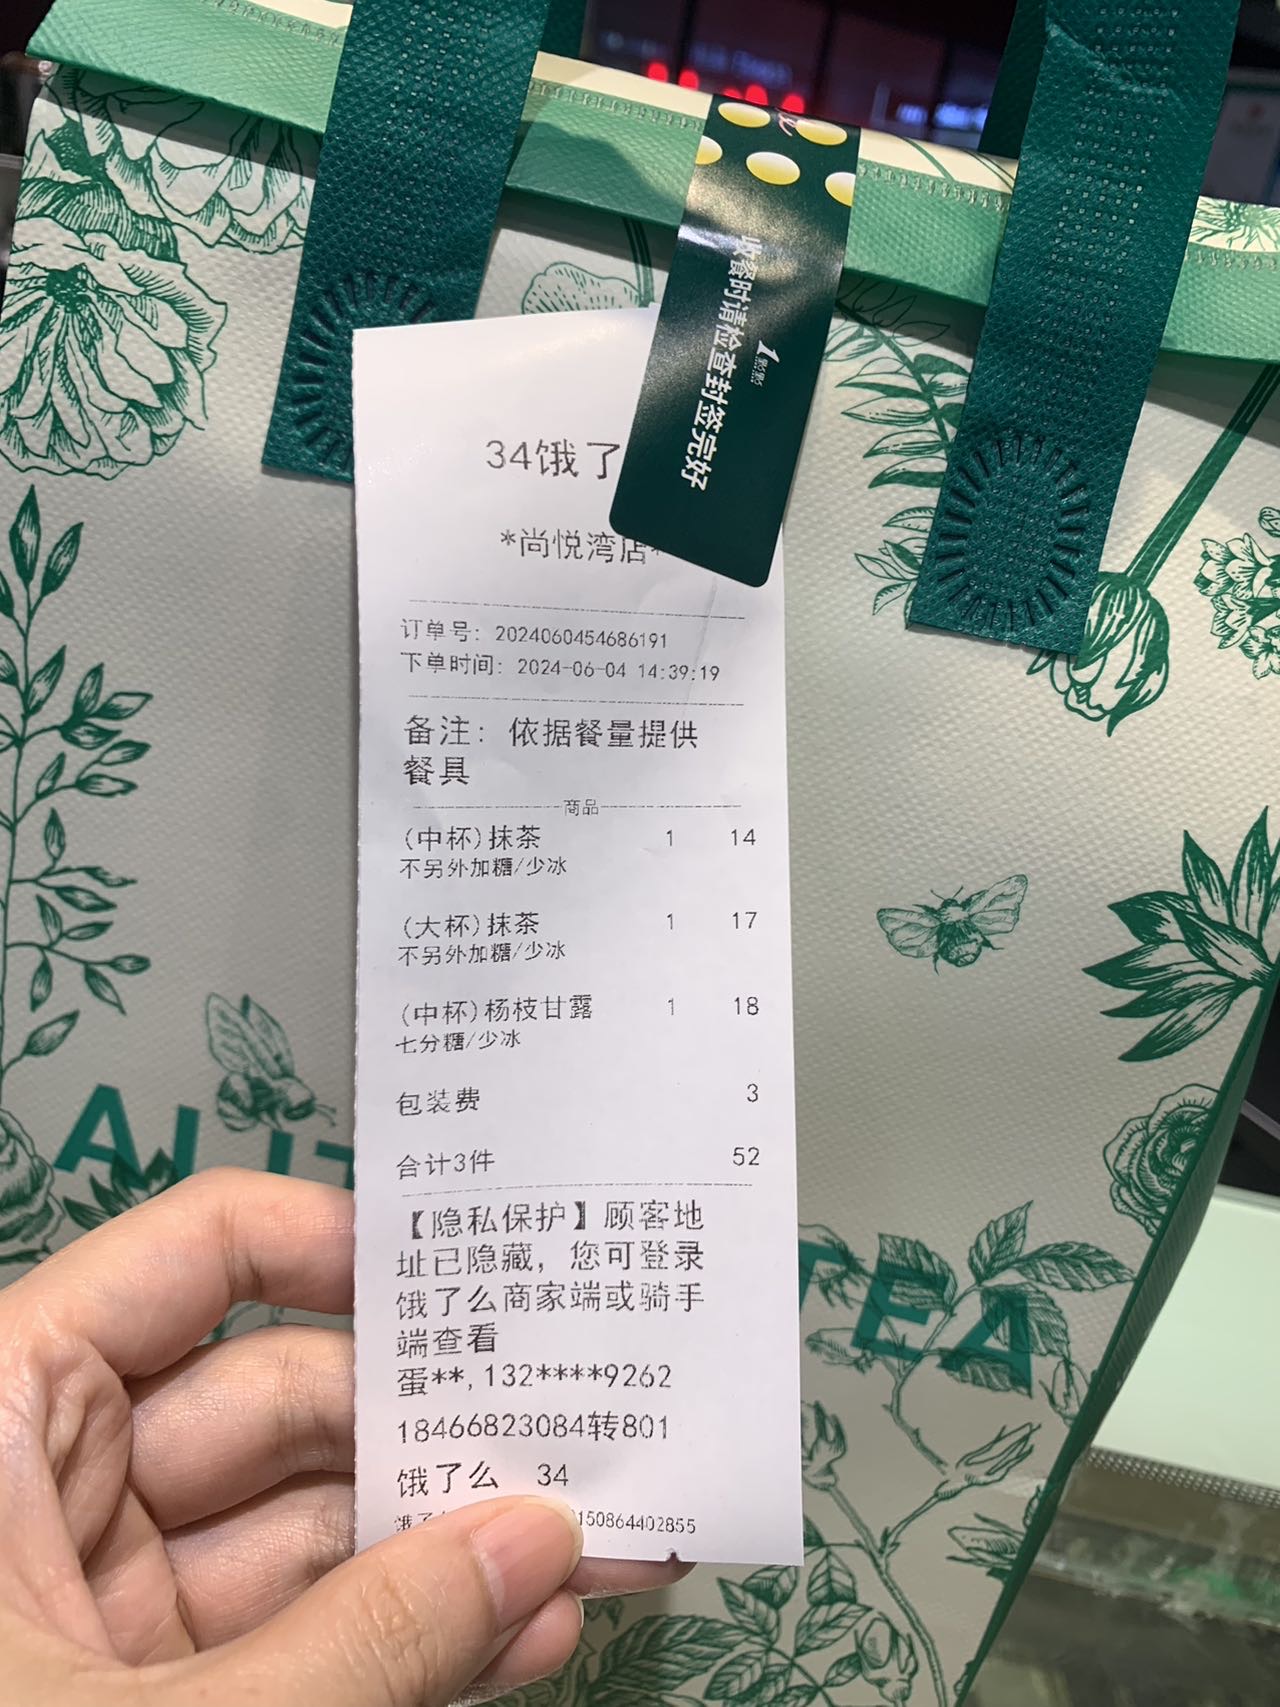 收餐时请检查封签完好
34饿了
*尚悦湾店*
订单号：2024060454686191
下单时间：2024-06-04 14:39:19
备注：依据餐量提供
餐具
商品
(中杯)抹茶 1 14
不另外加糖/少冰
(大杯)抹茶 1 17
不另外加糖/少冰
(中杯)杨枝甘露 1 18
七分糖/少冰
包装费 3
合计3件 52
【隐私保护】顾客地
址已隐藏，您可登录
饿了么商家端或骑手
端查看
蛋**,132****9262
18466823084转801
饿了么 34
150864402855
ALIT
TEA